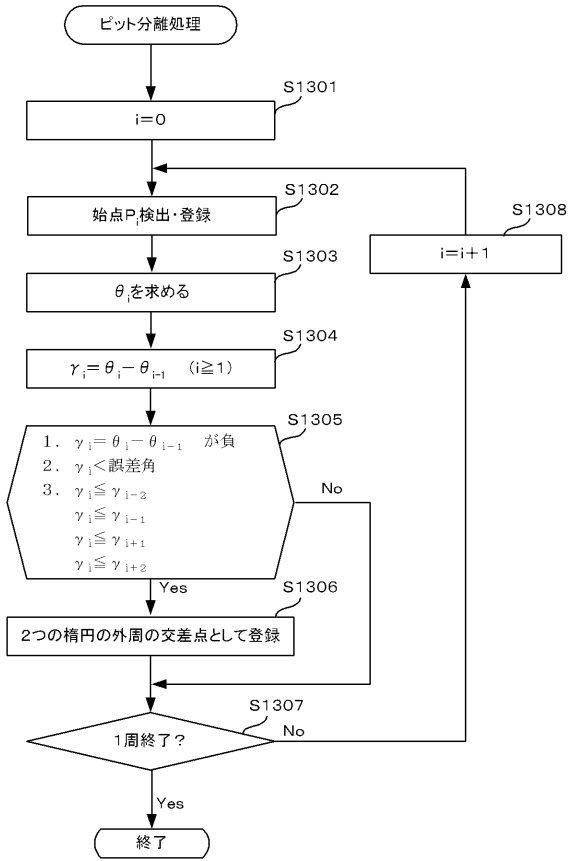 ピット分離処理
S1301
i=0
S1302
始点Pi検出・登録
S1308
i=i+1
S1303
θiを求める
S1304
γi=θi-θi-1 (i≧1)
S1305
1. γi=θi-θi-1 が負
2. γi<誤差角
3. γi≦γi-2
γi≦γi-1
γi≦γi+1
γi≦γi+2
No
Yes
S1306
2つの楕円の外周の交差点として登録
S1307
1周終了?
No
Yes
終了